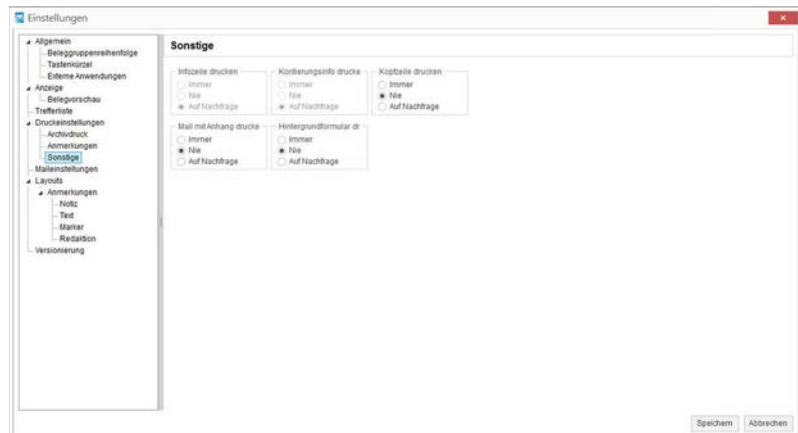 Einstellungen
Allgemein
Beleggruppenreihenfolge
Tastenkürzel
Externe Anwendungen
Anzeige
Belegvorschau
Trefferliste
Druckeinstellungen
Archivdruck
Anmerkungen
Sonstige
Maileinstellungen
Layouts
Anmerkungen
Notiz
Text
Marker
Redaktion
Versionierung
Sonstige
Infozeile drucken
Immer
Nie
Auf Nachfrage
Kontierungsinfo drucke
Immer
Nie
Auf Nachfrage
Kopfzeile drucken
Immer
Nie
Auf Nachfrage
Mail mit Anhang drucke
Immer
Nie
Auf Nachfrage
Hintergrundformular dr
Immer
Nie
Auf Nachfrage
Speichern
Abbrechen